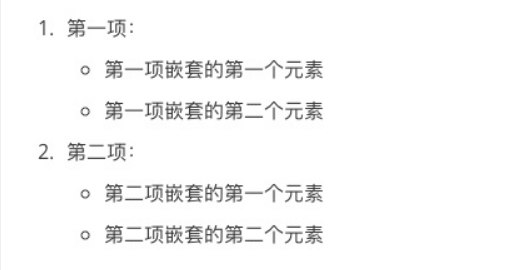 1. 第一项：
○ 第一项嵌套的第一个元素
○ 第一项嵌套的第二个元素
2. 第二项：
○ 第二项嵌套的第一个元素
○ 第二项嵌套的第二个元素